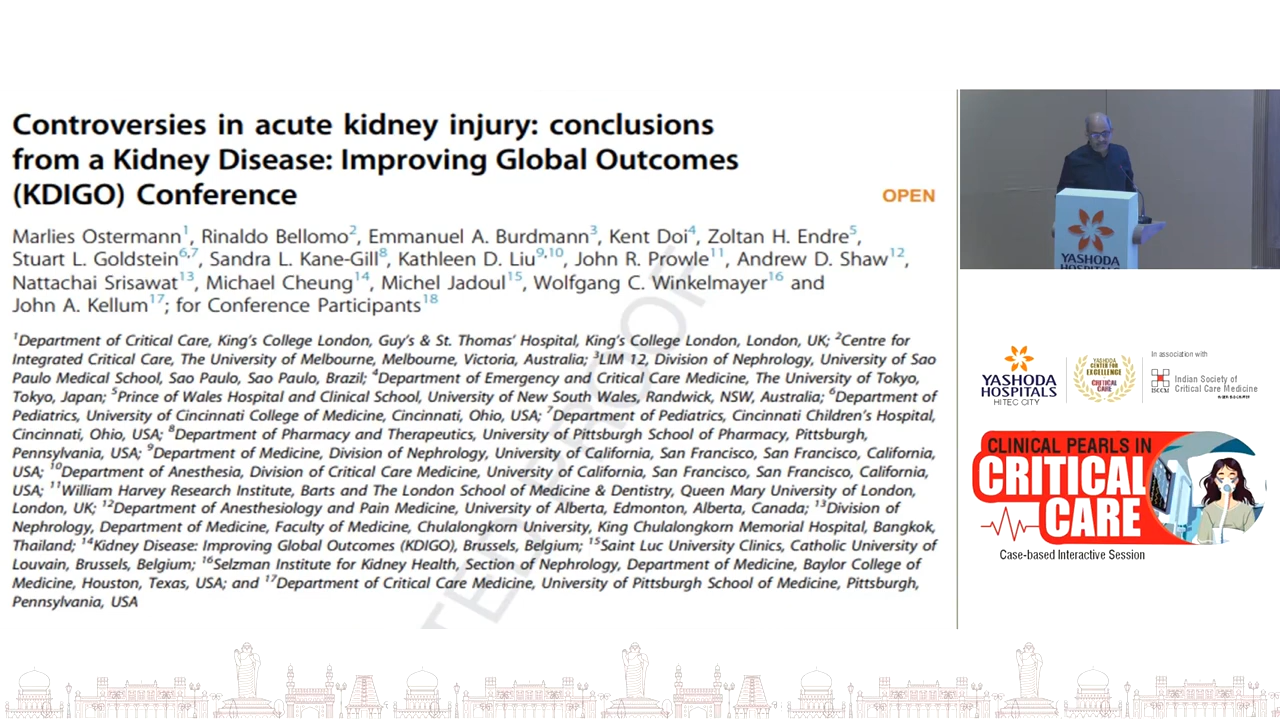 Controversies in acute kidney injury: conclusions
from a Kidney Disease: Improving Global Outcomes
(KDIGO) Conference
OPEN
Marlies Ostermann1, Rinaldo Bellomo2, Emmanuel A. Burdmann3, Kent Doi4, Zoltan H. Endre5,
Stuart L. Goldstein6,7, Sandra L. Kane-Gill8, Kathleen D. Liu9,10, John R. Prowle11, Andrew D. Shaw12,
Nattachai Srisawat13, Michael Cheung14, Michel Jadoul15, Wolfgang C. Winkelmayer16 and
John A. Kellum17; for Conference Participants18
1Department of Critical Care, King's College London, Guy's & St. Thomas' Hospital, King's College London, London, UK; 2Centre for
Integrated Critical Care, The University of Melbourne, Melbourne, Victoria, Australia; 3LIM 12, Division of Nephrology, University of Sao
Paulo Medical School, Sao Paulo, Sao Paulo, Brazil; 4Department of Emergency and Critical Care Medicine, The University of Tokyo,
Tokyo, Japan; 5Prince of Wales Hospital and Clinical School, University of New South Wales, Randwick, NSW, Australia; 6Department of
Pediatrics, University of Cincinnati College of Medicine, Cincinnati, Ohio, USA; 7Department of Pediatrics, Cincinnati Children's Hospital,
Cincinnati, Ohio, USA; 8Department of Pharmacy and Therapeutics, University of Pittsburgh School of Pharmacy, Pittsburgh,
Pennsylvania, USA; 9Department of Medicine, Division of Nephrology, University of California, San Francisco, San Francisco, California,
USA; 10Department of Anesthesia, Division of Critical Care Medicine, University of California, San Francisco, San Francisco, California,
USA; 11William Harvey Research Institute, Barts and The London School of Medicine & Dentistry, Queen Mary University of London,
London, UK; 12Department of Anesthesiology and Pain Medicine, University of Alberta, Edmonton, Alberta, Canada; 13Division of
Nephrology, Department of Medicine, Faculty of Medicine, Chulalongkorn University, King Chulalongkorn Memorial Hospital, Bangkok,
Thailand; 14Kidney Disease: Improving Global Outcomes (KDIGO), Brussels, Belgium; 15Saint Luc University Clinics, Catholic University of
Louvain, Brussels, Belgium; 16Selzman Institute for Kidney Health, Section of Nephrology, Department of Medicine, Baylor College of
Medicine, Houston, Texas, USA; and 17Department of Critical Care Medicine, University of Pittsburgh School of Medicine, Pittsburgh,
Pennsylvania, USA
TED PROOF
YASHODA
HOSPITALS
YASHODA
HOSPITALS
HITEC CITY
YASHODA
CENTER FOR
EXCELLENCE
CRITICAL
CARE
In association with
ISCCM
Indian Society of
Critical Care Medicine
CLINICAL PEARLS IN
CRITICAL
CARE
Case-based Interactive Session